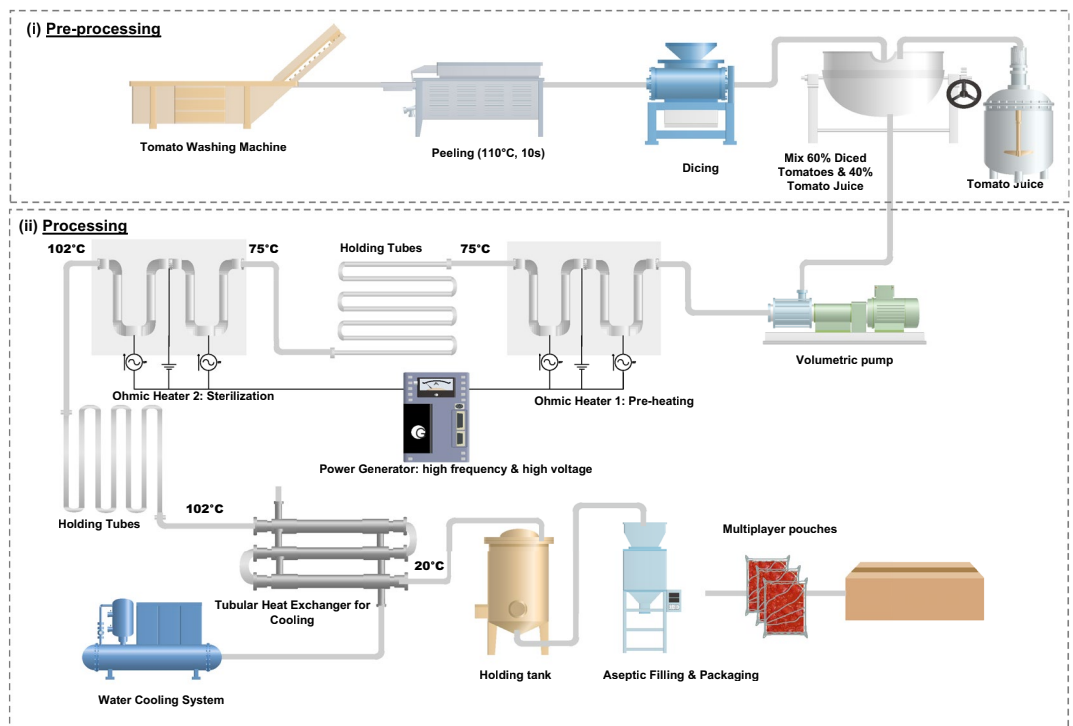 (i) Pre-processing
Tomato Washing Machine
Peeling (110°C, 10s)
Dicing
Mix 60% Diced
Tomatoes & 40%
Tomato Juice
Tomato Juice
(ii) Processing
102°C
75°C
Holding Tubes
75°C
Volumetric pump
Ohmic Heater 2: Sterilization
Ohmic Heater 1: Pre-heating
Power Generator: high frequency & high voltage
Holding Tubes
102°C
20°C
Multiplayer pouches
Tubular Heat Exchanger for
Cooling
Holding tank
Aseptic Filling & Packaging
Water Cooling System